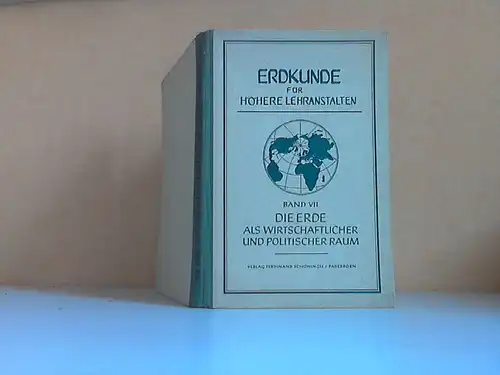 ERDKUNDE
FÜR
HÖHERE LEHRANSTALTEN
BAND VII
DIE ERDE
ALS WIRTSCHAFTLICHER
UND POLITISCHER RAUM
VERLAG FERDINAND SCHÖNINGH / PADERBORN